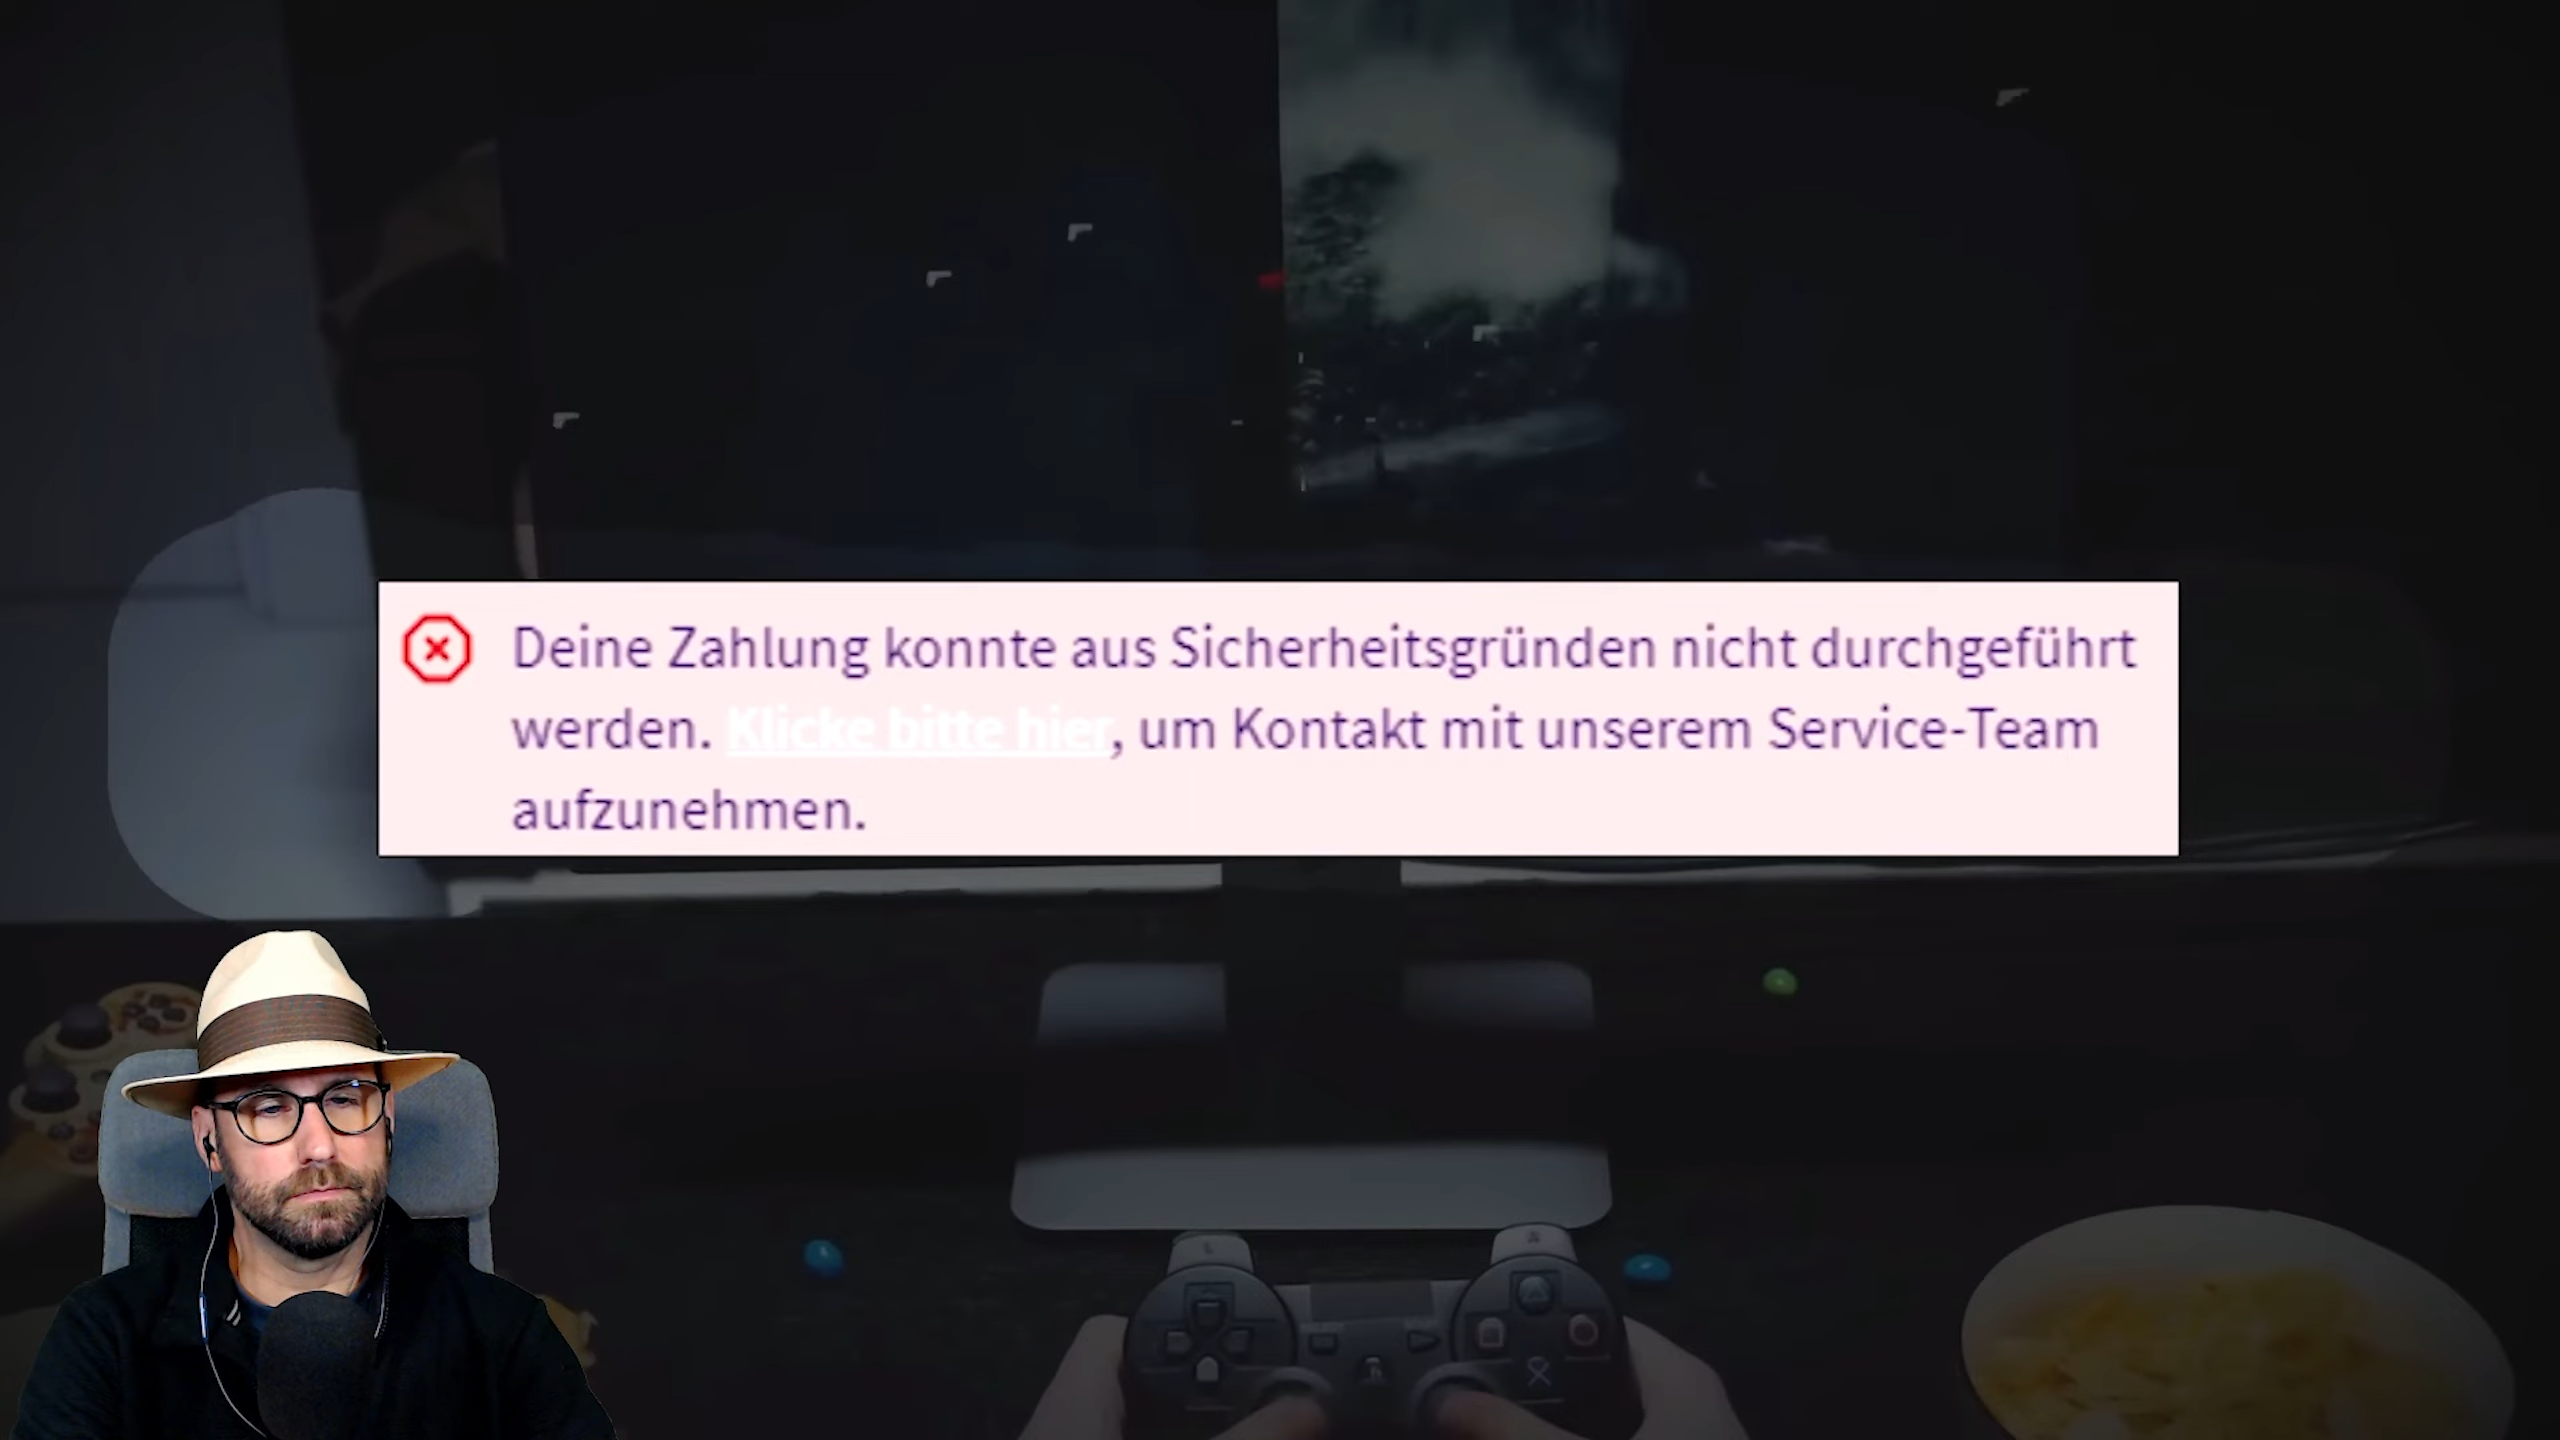 Deine Zahlung konnte aus Sicherheitsgründen nicht durchgeführt
werden. Klicke bitte hier, um Kontakt mit unserem Service-Team
aufzunehmen.